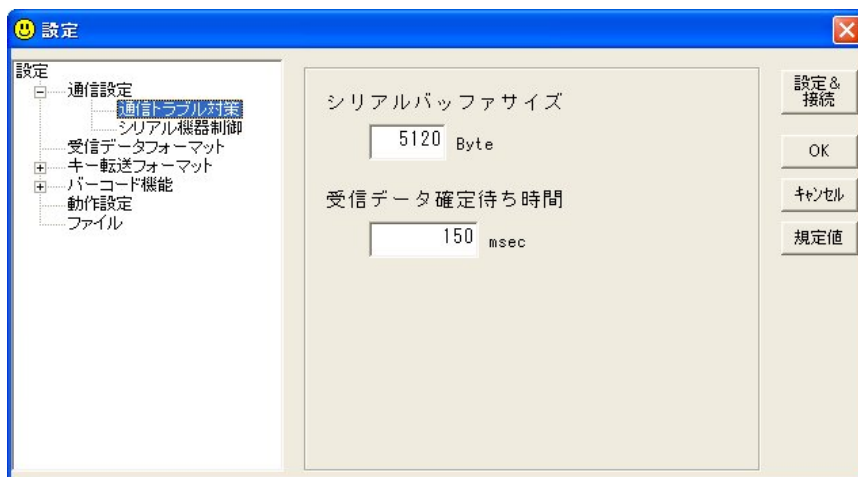 設定
設定
通信設定
通信トラブル対策
シリアル機器制御
受信データフォーマット
キー転送フォーマット
バーコード機能
動作設定
ファイル
シリアルバッファサイズ
5120 Byte
受信データ確定待ち時間
150 msec
設定&
接続
OK
キャンセル
規定値